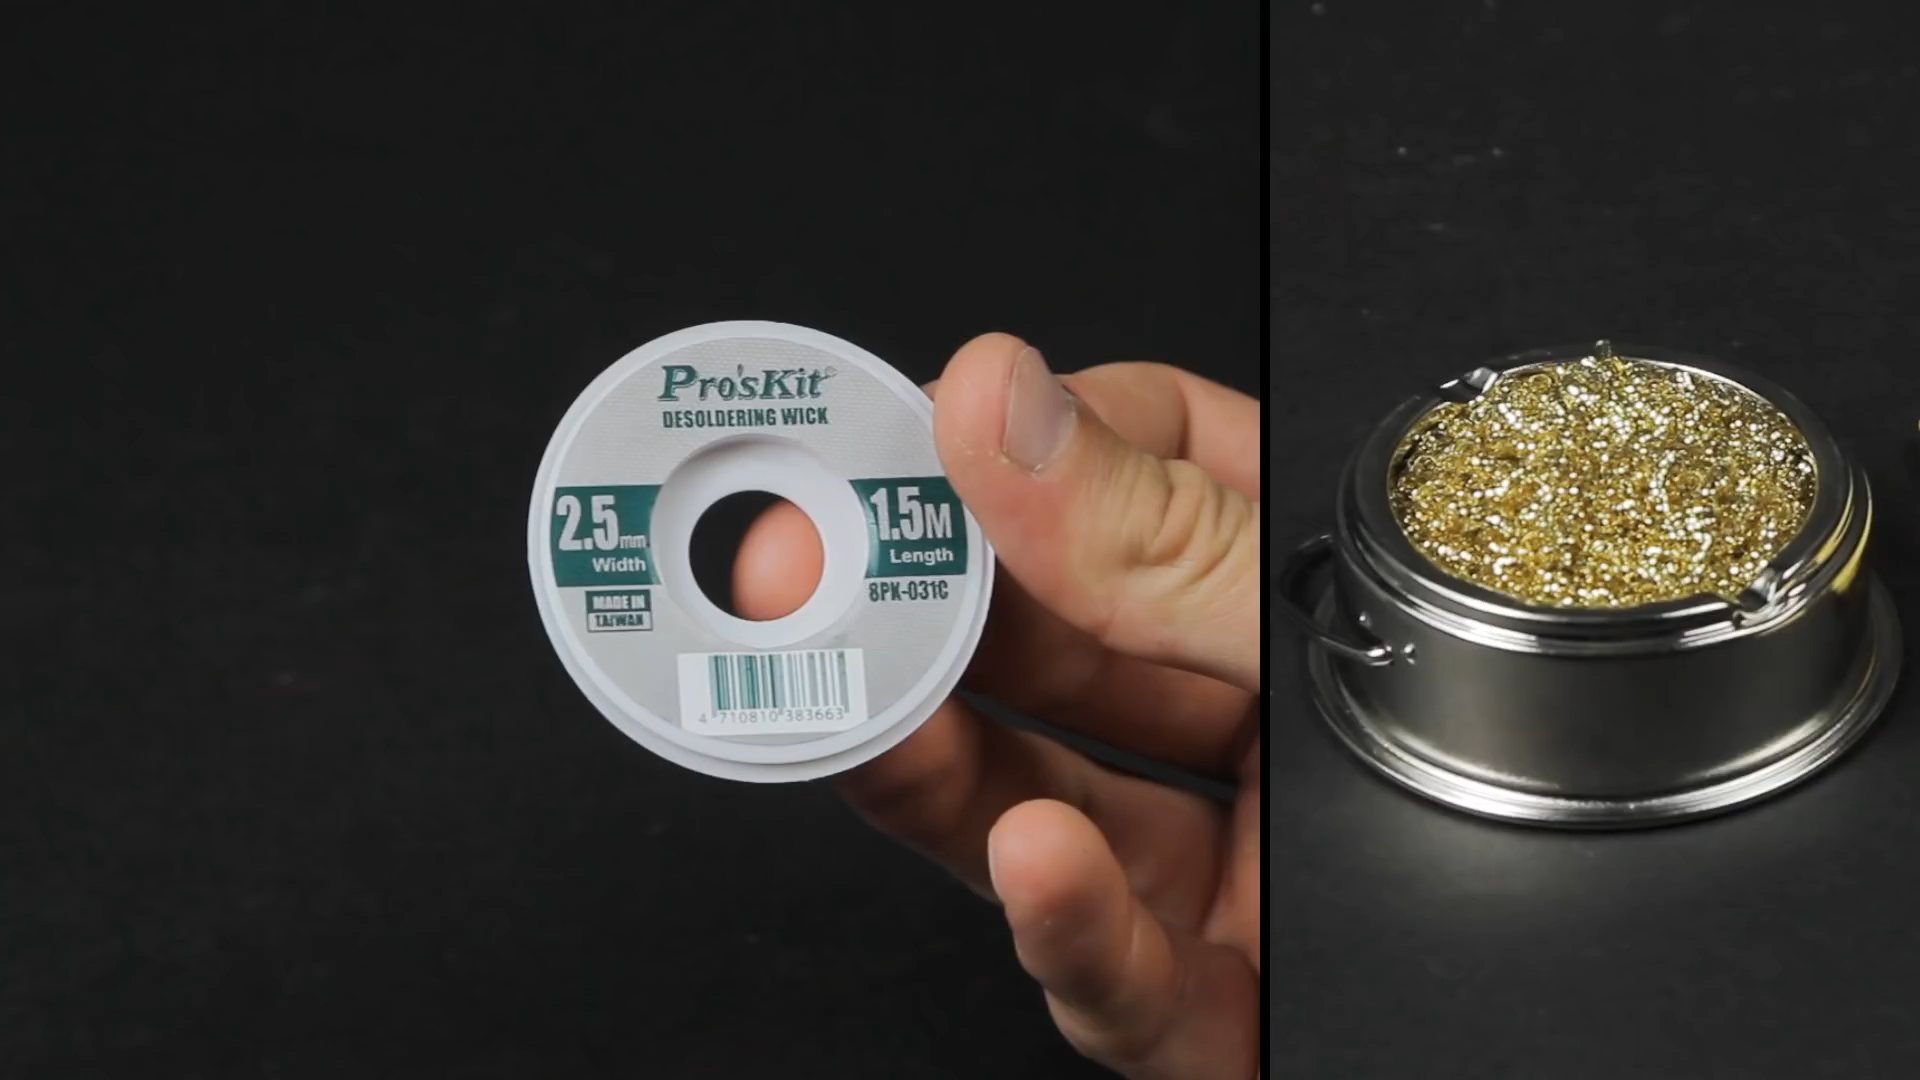 Pro'sKit®
DESOLDERING WICK
2.5mm
Width
1.5M
Length
8PK-031C
MADE IN
TAIWAN
4 710810 383663